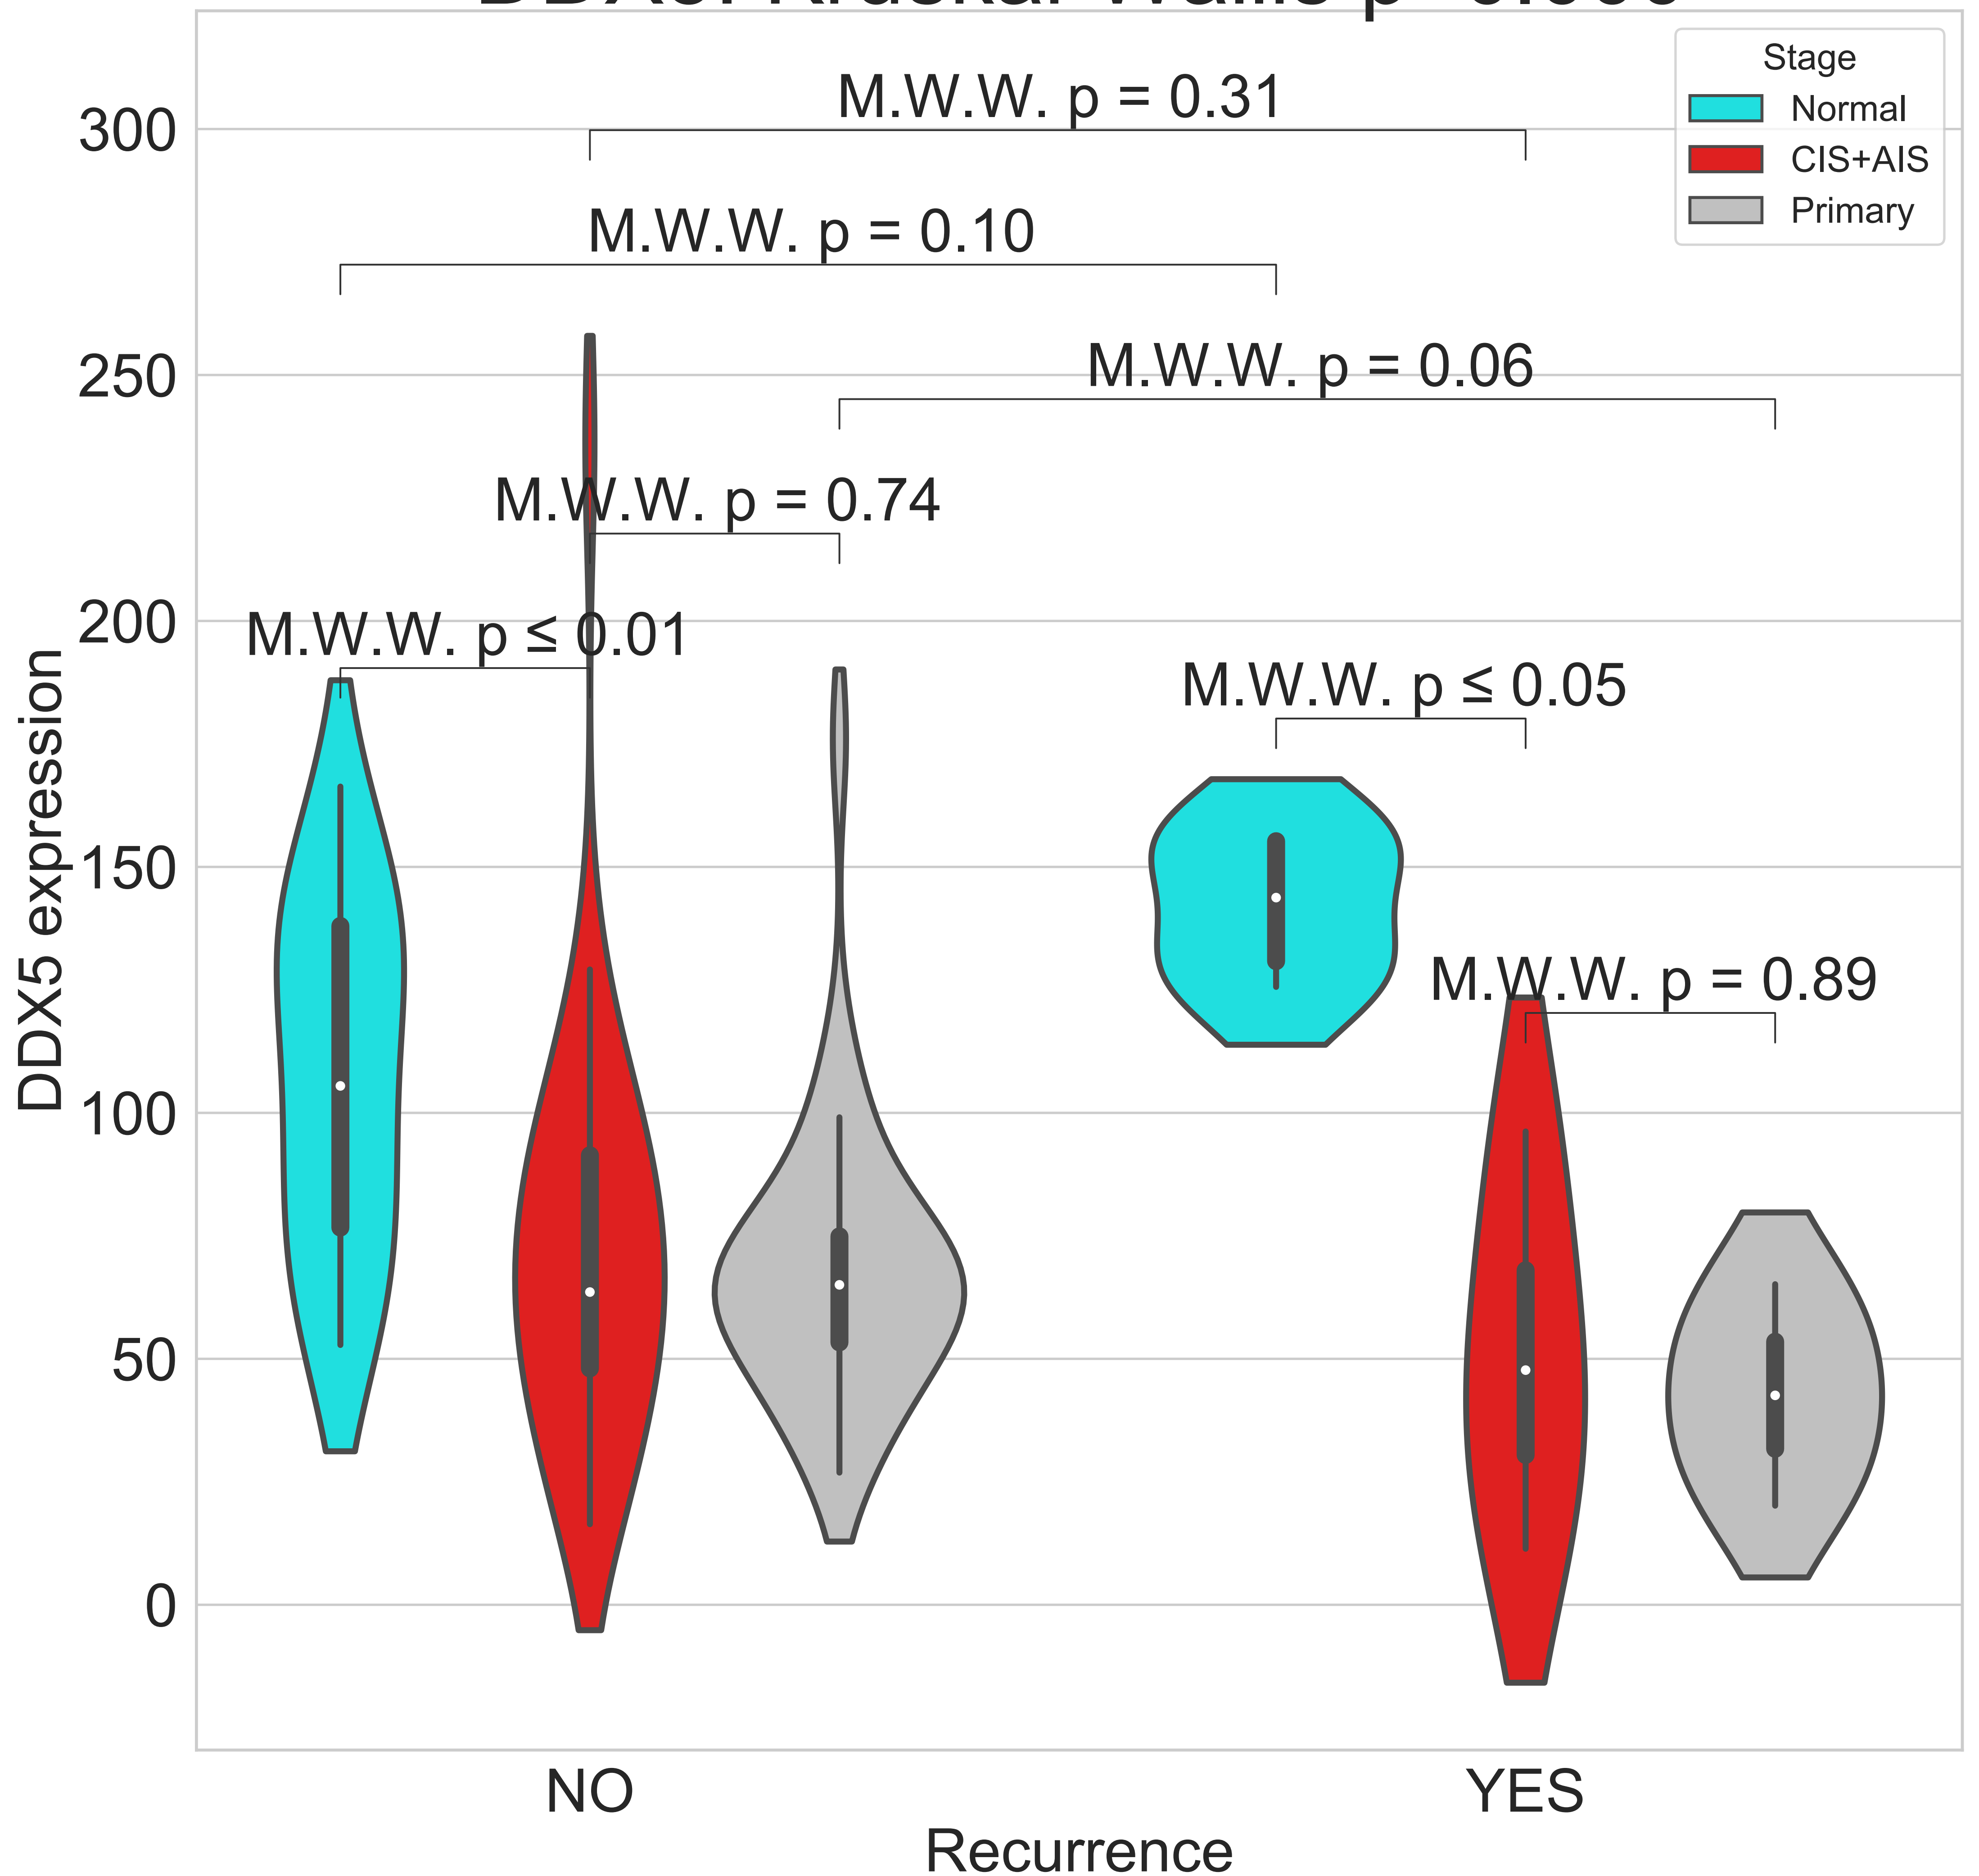 Stage
Normal
CIS+AIS
Primary
M.W.W. p = 0.31
M.W.W. p = 0.10
M.W.W. p = 0.06
M.W.W. p = 0.74
M.W.W. p ≤ 0.01
M.W.W. p ≤ 0.05
M.W.W. p = 0.89
300
250
200
150
100
50
0
DDX5 expression
NO
YES
Recurrence